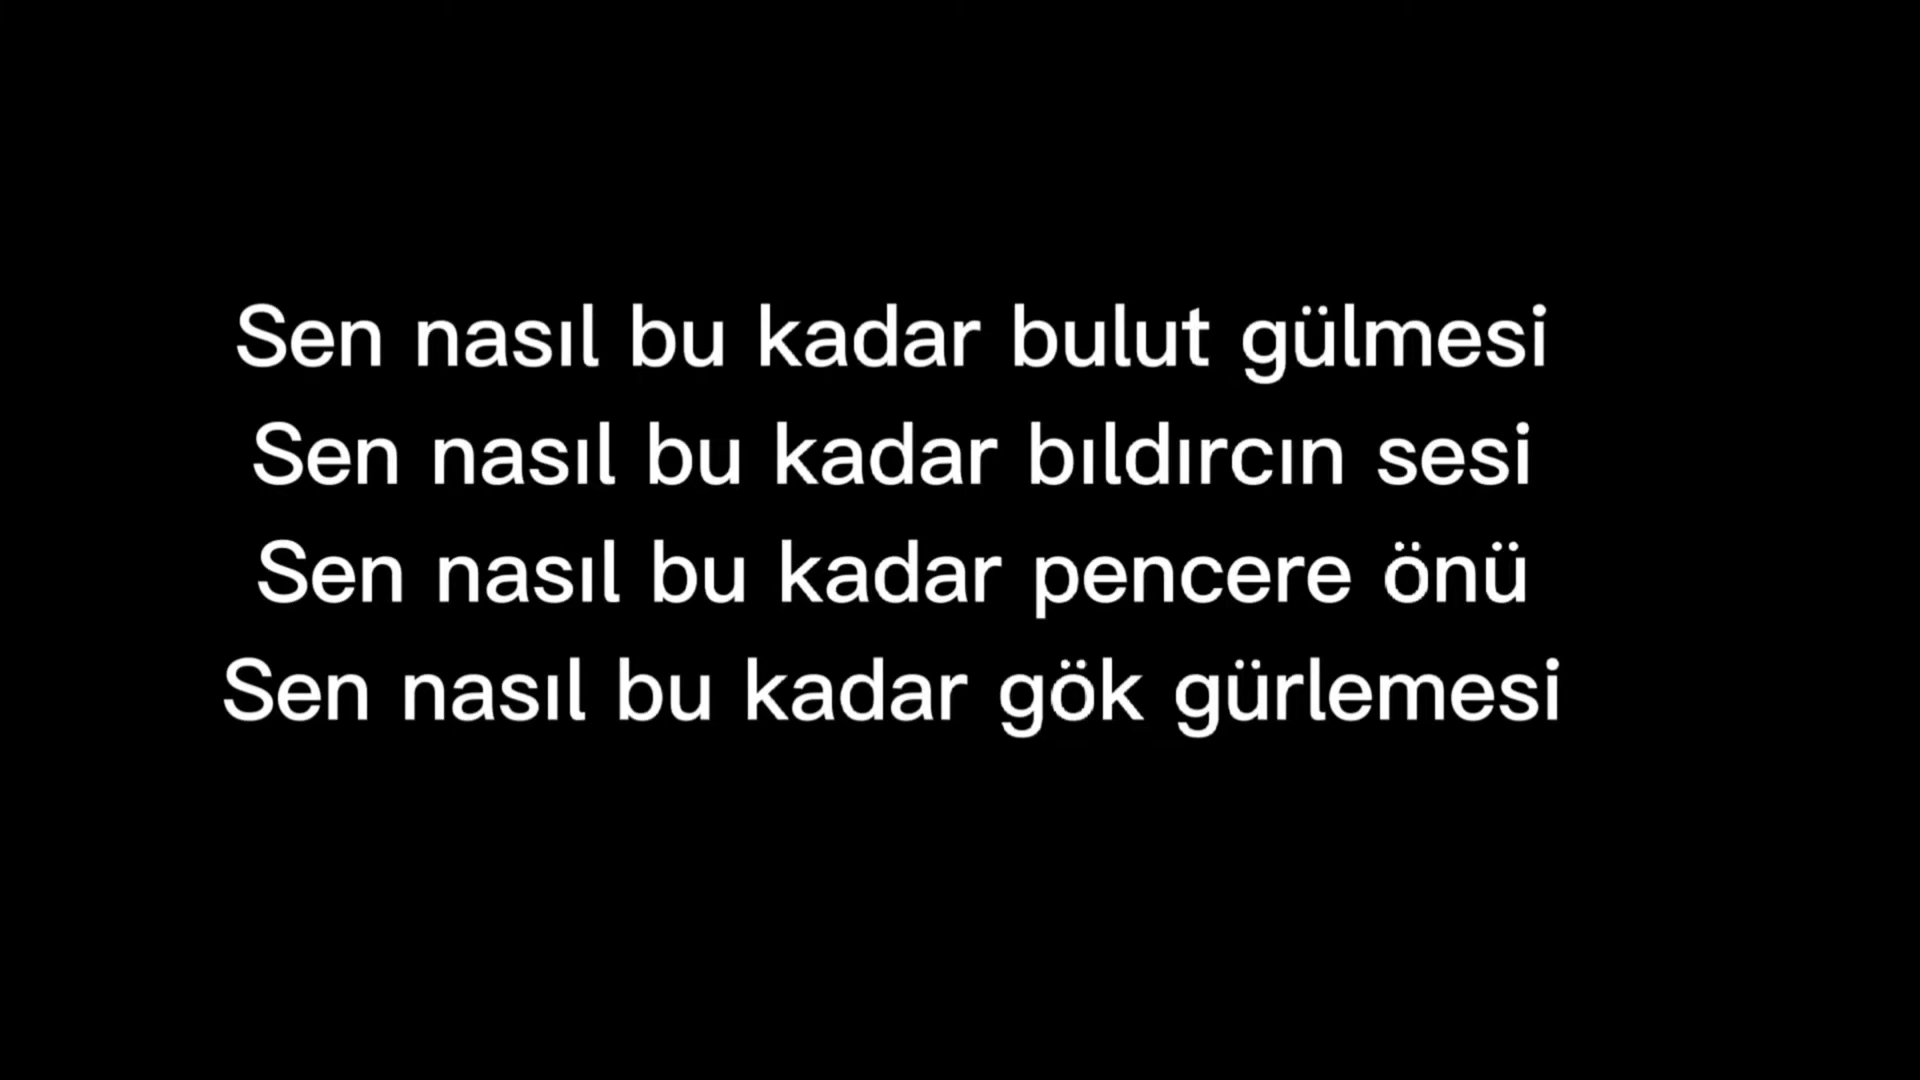 Sen nasıl bu kadar bulut gülmesi
Sen nasıl bu kadar bıldırcın sesi
Sen nasıl bu kadar pencere önü
Sen nasıl bu kadar gök gürlemesi